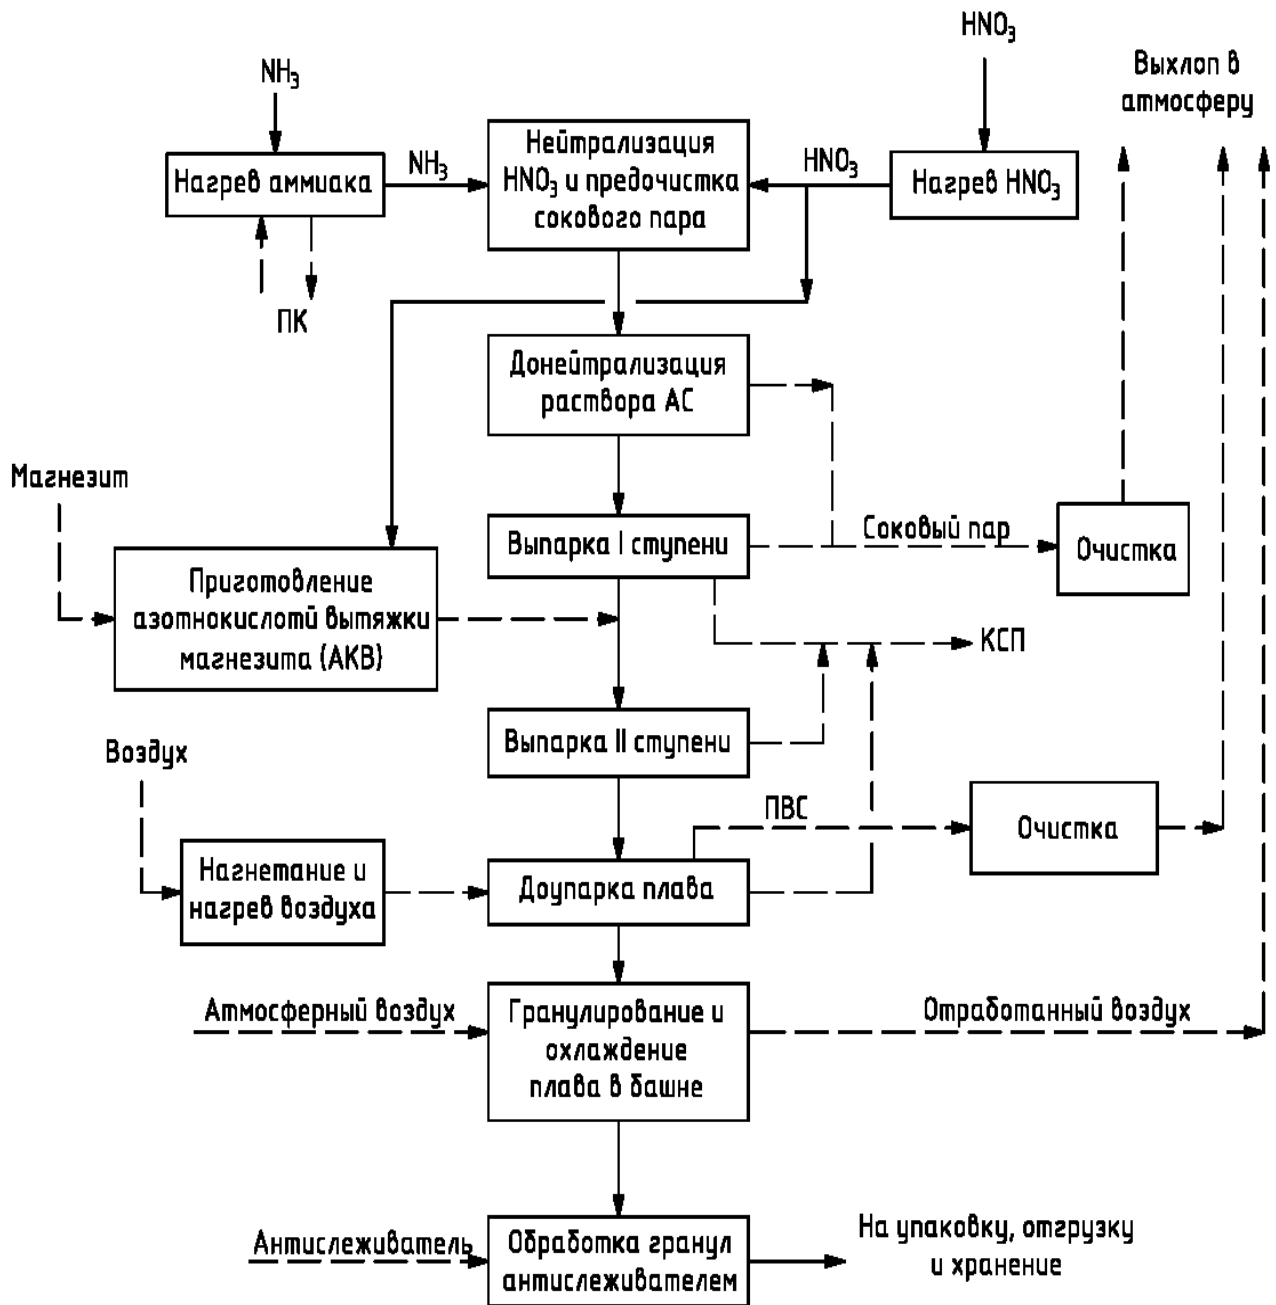 HNO₃
Выхлоп в
атмосферу
NH₃
Нагрев аммиака
NH₃
Нейтрализация
HNO₃ и предочистка
сокового пара
HNO₃
Нагрев HNO₃
ПК
Донейтрализация
раствора АС
Магнезит
Выпарка I ступени
Соковый пар
Очистка
Приготовление
азотнокислотй вытяжки
магнезита (АКВ)
КСП
Выпарка II ступени
Воздух
ПВС
Очистка
Нагнетание и
нагрев воздуха
Доупарка плава
Атмосферный воздух
Гранулирование и
охлаждение
плава в башне
Отработанный воздух
Антислеживатель
Обработка гранул
антислеживателем
На упаковку, отгрузку
и хранение